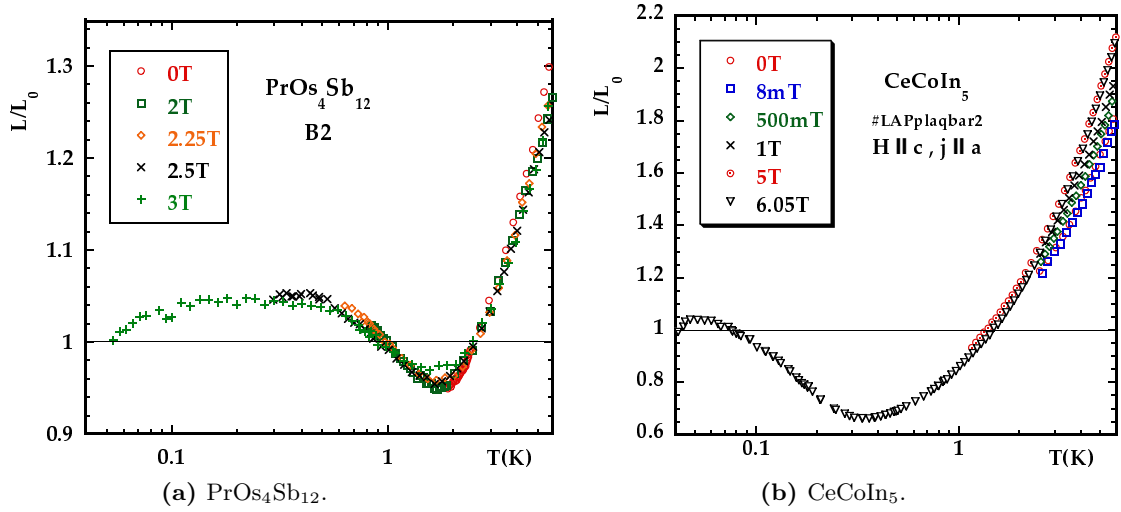 L/L0
1.3
1.2
1.1
1
0.9
0T
2T
2.25T
2.5T
3T
PrOs4Sb12
B2
0.1
1
T(K)
(a) PrOs4Sb12.
L/L0
2.2
2
1.8
1.6
1.4
1.2
1
0.8
0.6
0T
8mT
500mT
1T
5T
6.05T
CeCoIn5
#LAPplaqbar2
H || c , j || a
0.1
1
T(K)
(b) CeCoIn5.